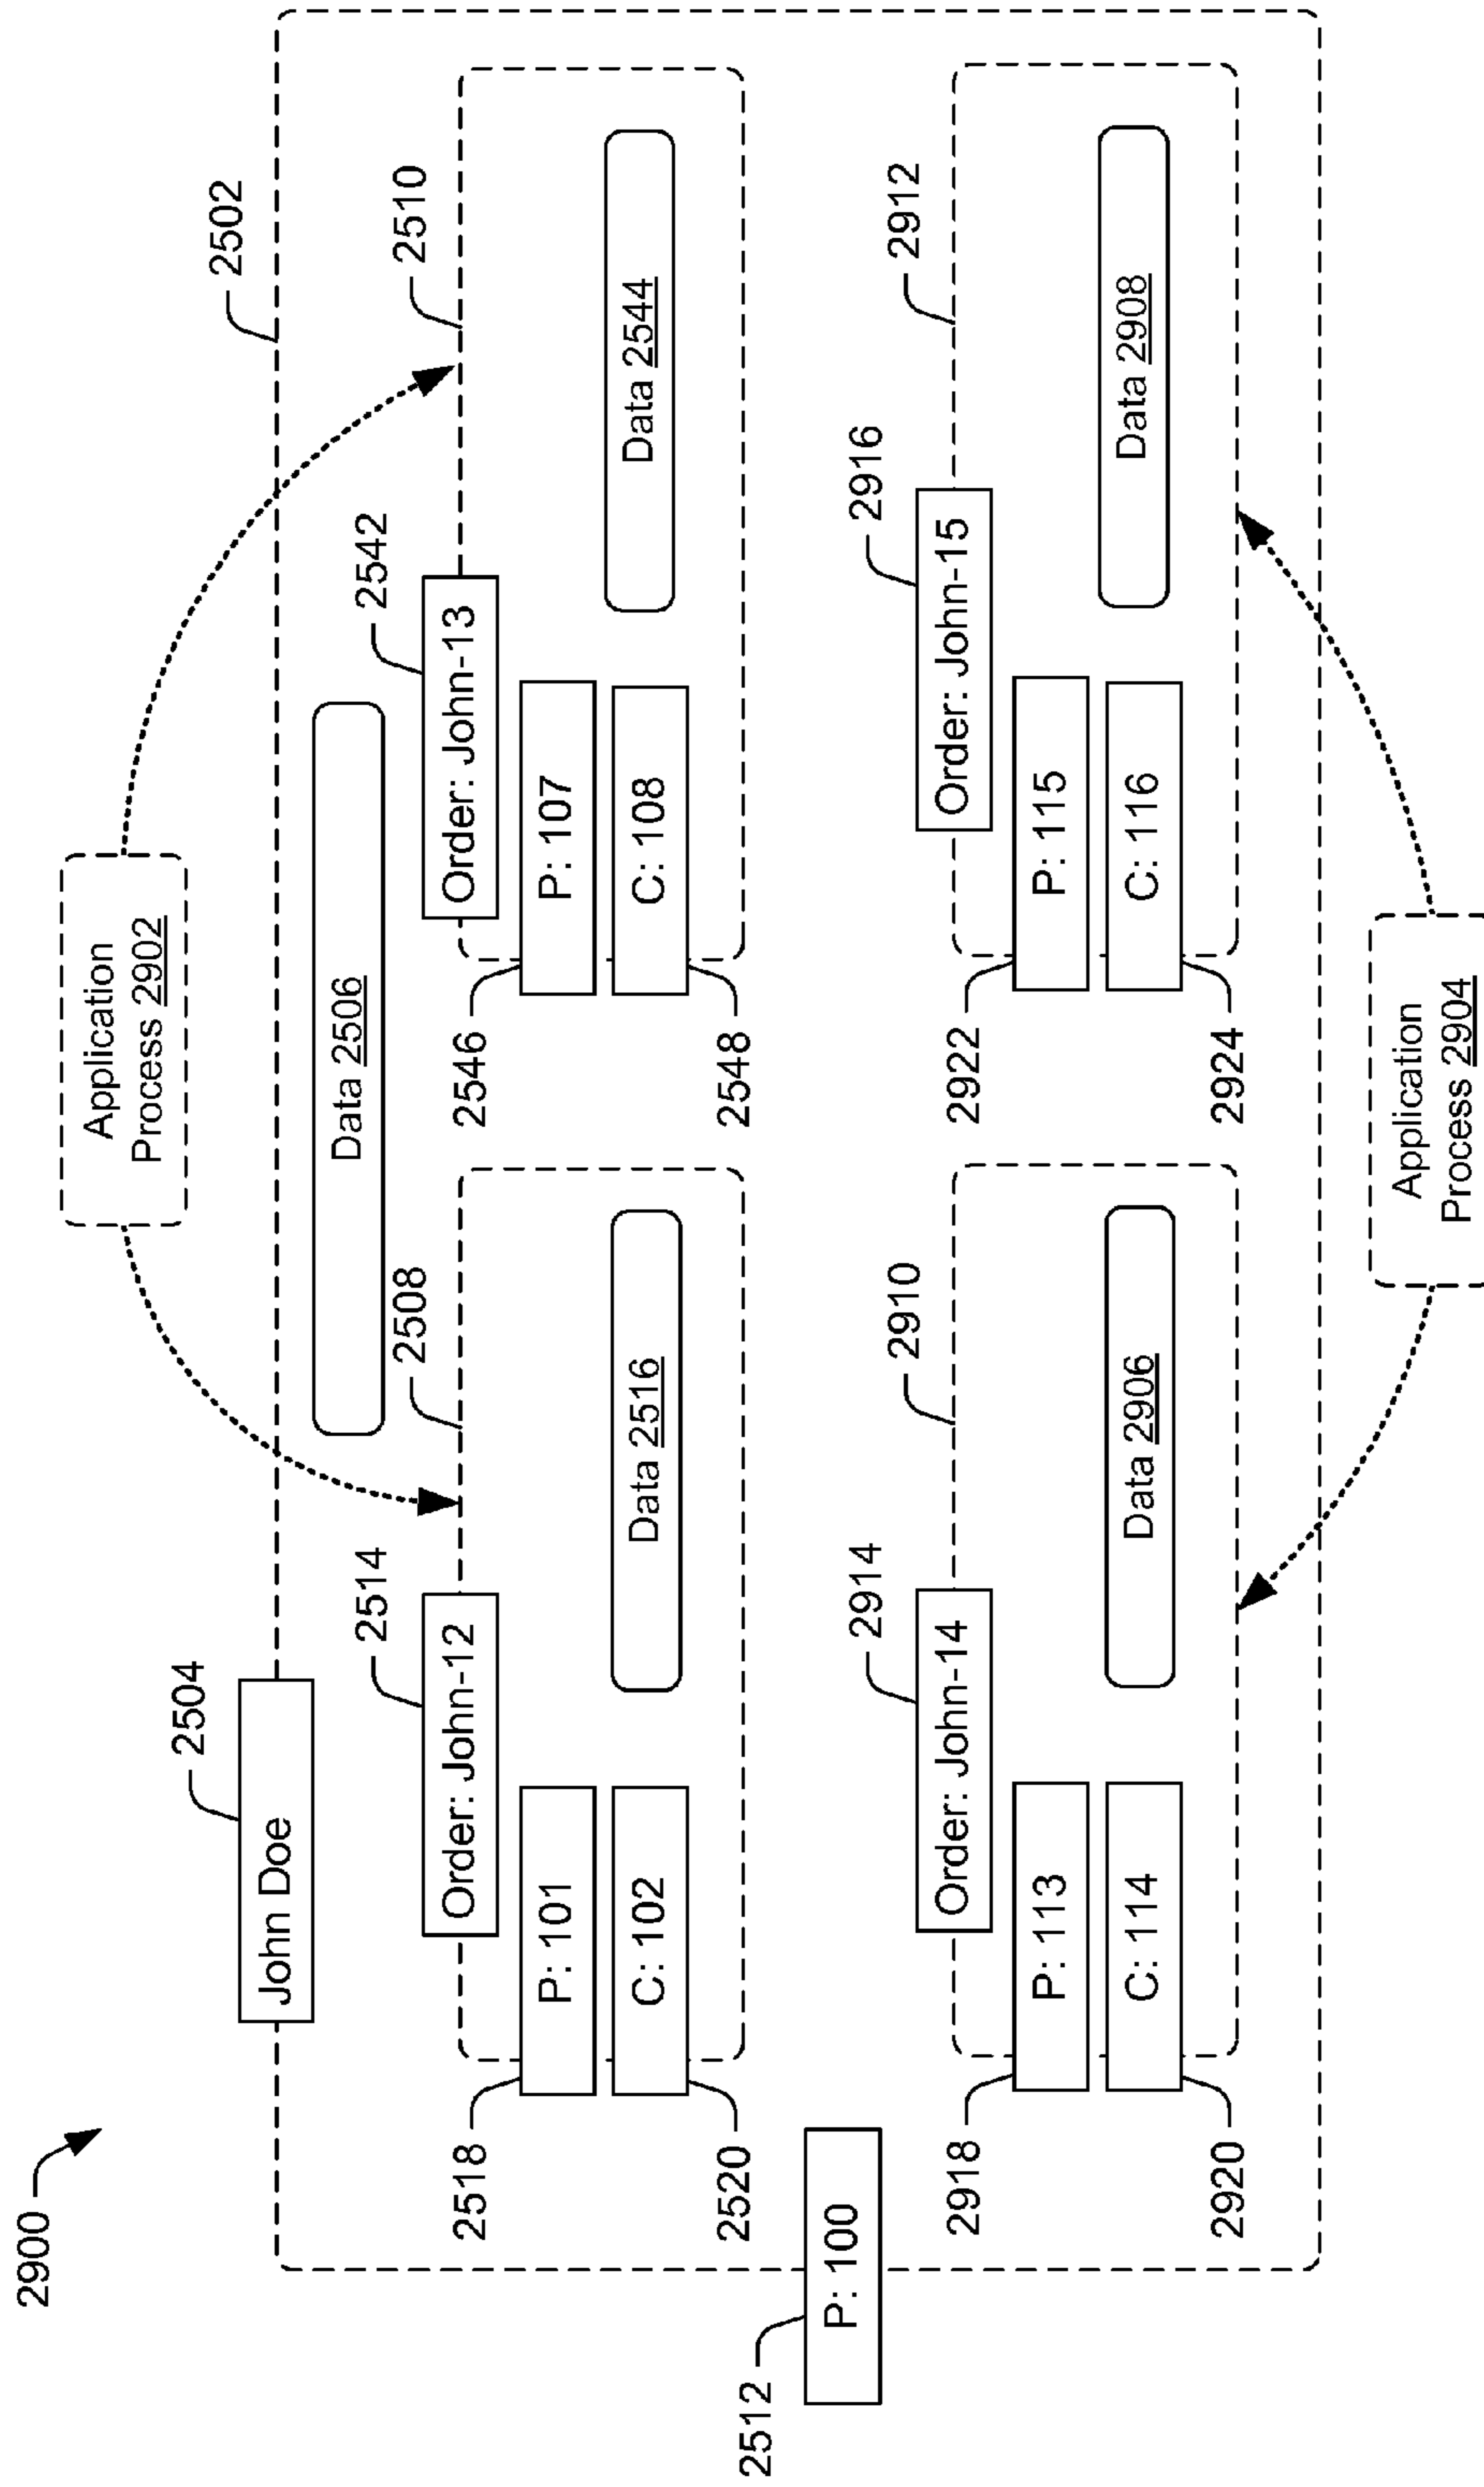 2900
Application
Process 2902
2504
John Doe
2502
Data 2506
2514
2508
Order: John-12
P: 101
C: 102
Data 2516
2518
2520
2542
2510
Order: John-13
P: 107
C: 108
Data 2544
2546
2548
2512
P: 100
2914
2910
Order: John-14
P: 113
C: 114
Data 2906
2918
2920
2916
2912
Order: John-15
P: 115
C: 116
Data 2908
2922
2924
Application
Process 2904